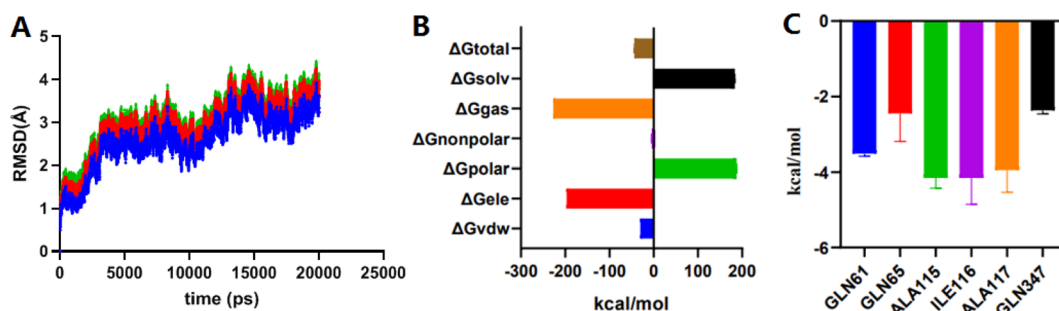 A
RMSD(Å)
5
4
3
2
1
0
0 5000 10000 15000 20000 25000
time (ps)
B
ΔGtotal
ΔGsolv
ΔGgas
ΔGnonpolar
ΔGpolar
ΔGele
ΔGvdw
-300 -200 -100 0 100 200
kcal/mol
C
kcal/mol
0
-2
-4
-6
GLN61 GLN65 ALA115 ILE116 ALA117 GLN347